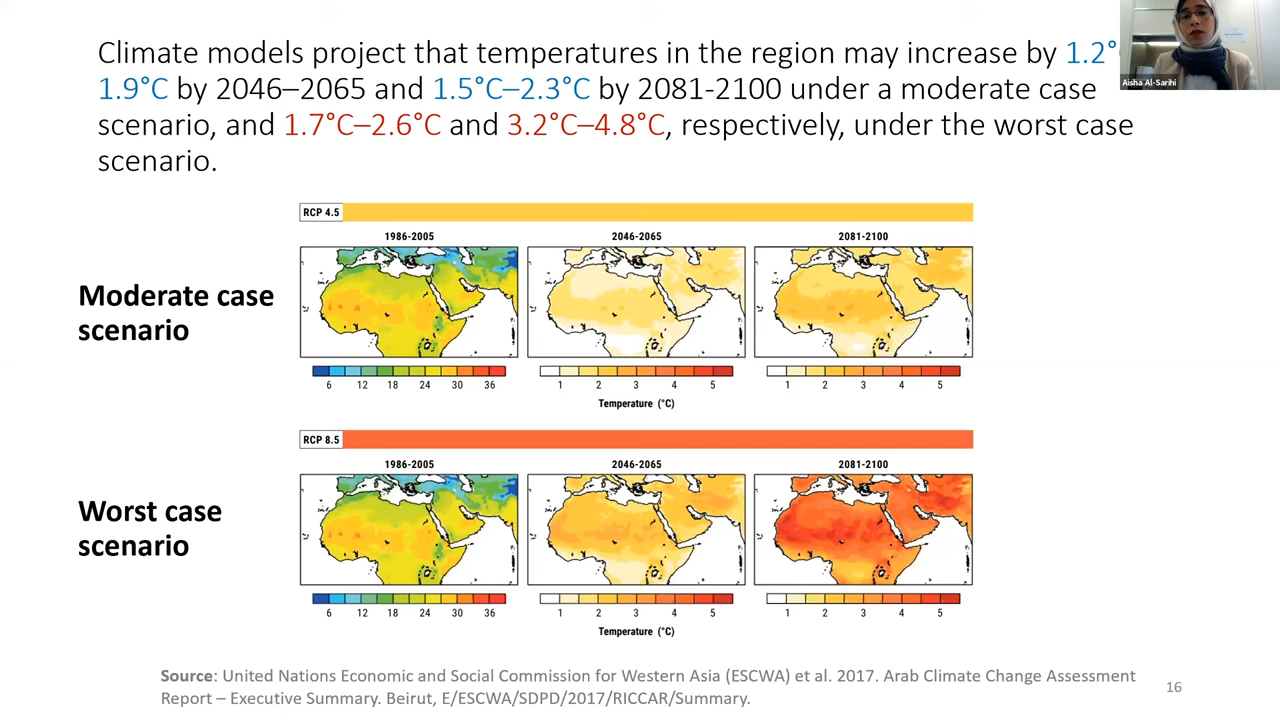 Climate models project that temperatures in the region may increase by 1.2°
1.9°C by 2046–2065 and 1.5°C–2.3°C by 2081-2100 under a moderate case
scenario, and 1.7°C–2.6°C and 3.2°C–4.8°C, respectively, under the worst case
scenario.
Aisha Al-Sarihi
RCP 4.5
1986-2005 2046-2065 2081-2100
Moderate case
scenario
6 12 18 24 30 36 1 2 3 4 5 1 2 3 4 5
Temperature (°C)
RCP 8.5
1986-2005 2046-2065 2081-2100
Worst case
scenario
6 12 18 24 30 36 1 2 3 4 5 1 2 3 4 5
Temperature (°C)
Source: United Nations Economic and Social Commission for Western Asia (ESCWA) et al. 2017. Arab Climate Change Assessment
Report – Executive Summary. Beirut, E/ESCWA/SDPD/2017/RICCAR/Summary.
16